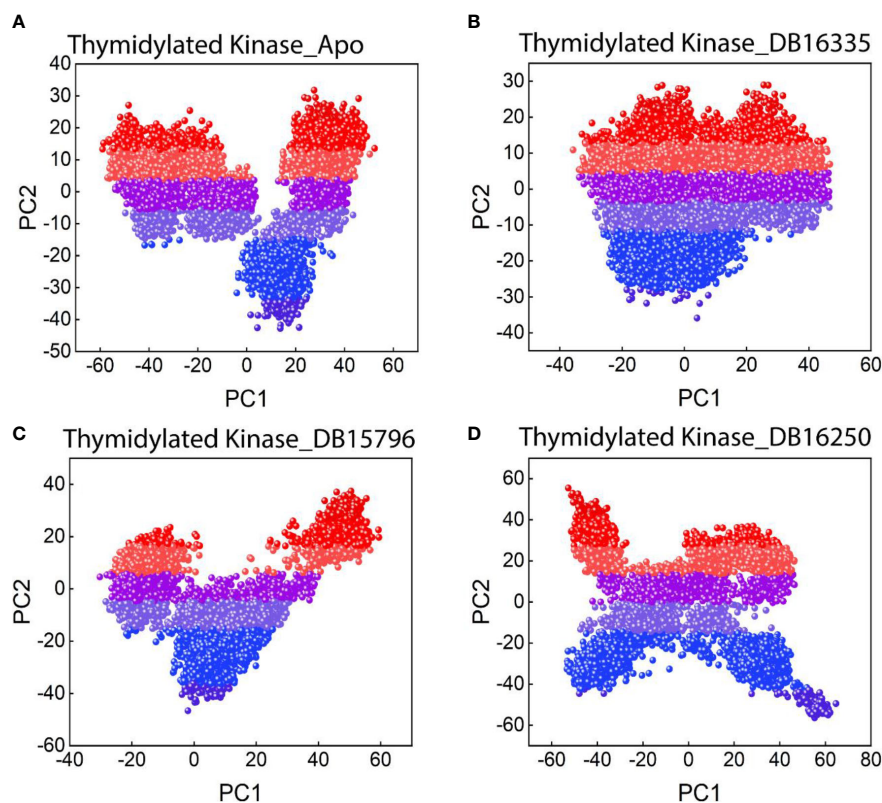 A
Thymidylated Kinase_Apo
40
30
20
10
0
-10
-20
-30
-40
-50
PC2
-60 -40 -20 0 20 40 60
PC1
B
Thymidylated Kinase_DB16335
30
20
10
0
-10
-20
-30
-40
PC2
-40 -20 0 20 40 60
PC1
C
Thymidylated Kinase_DB15796
40
20
0
-20
-40
-60
PC2
-40 -20 0 20 40 60
PC1
D
Thymidylated Kinase_DB16250
60
40
20
0
-20
-40
-60
PC2
-60 -40 -20 0 20 40 60 80
PC1